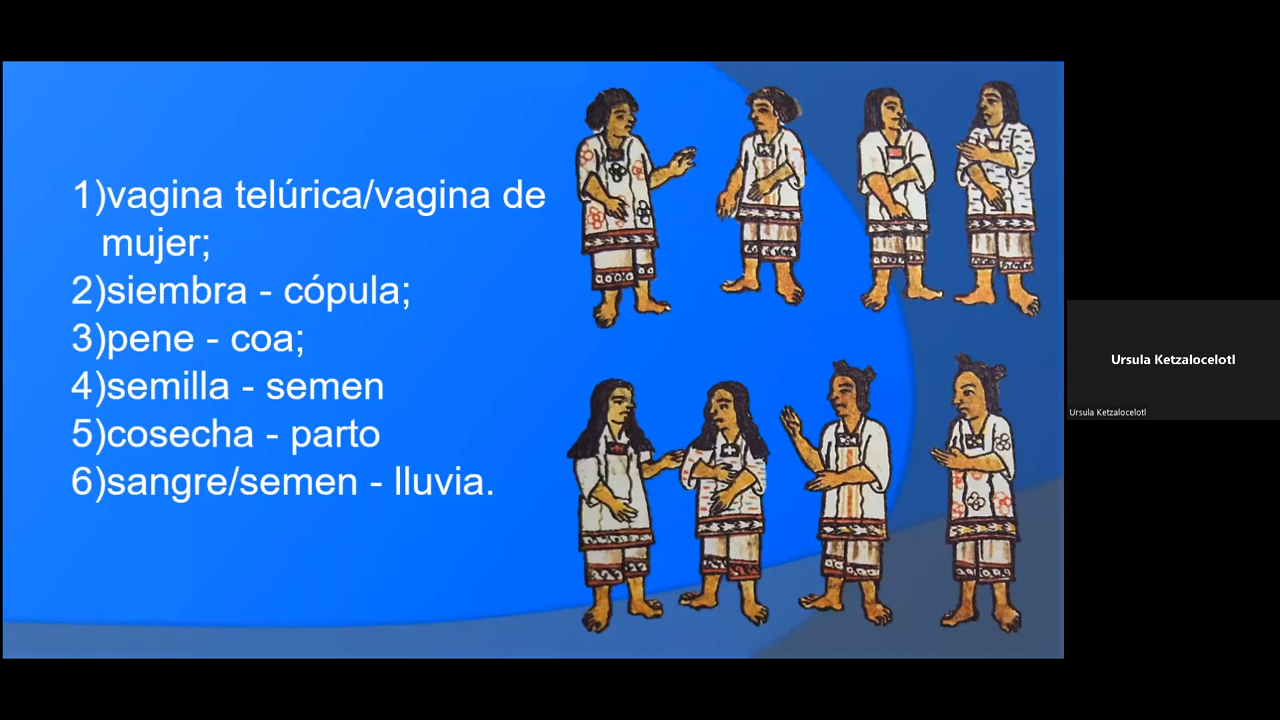 1)vagina telúrica/vagina de
mujer;
2)siembra - cópula;
3)pene - coa;
4)semilla - semen
5)cosecha - parto
6)sangre/semen - lluvia.
Ursula Ketzalocelotl
Ursula Ketzalocelotl